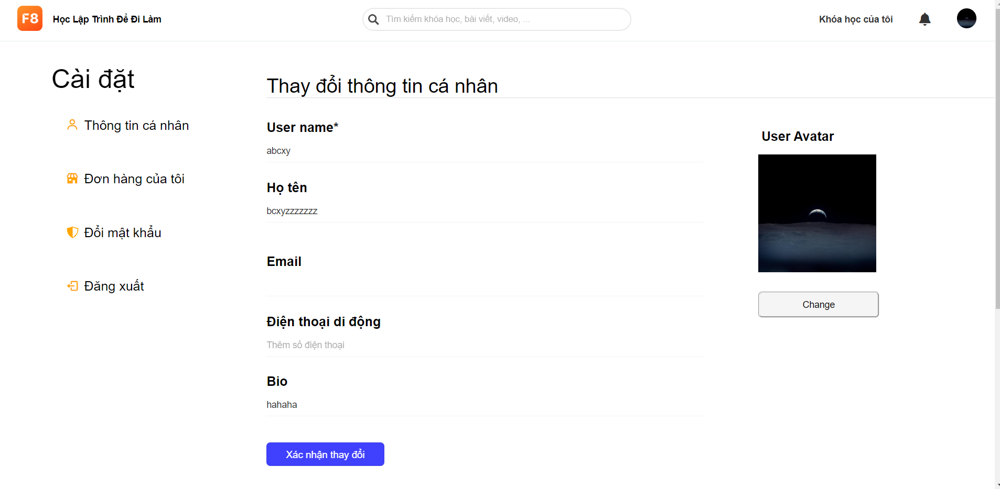 F8
Học Lập Trình Để Đi Làm
Tìm kiếm khóa học, bài viết, video, ...
Khóa học của tôi
Cài đặt
Thông tin cá nhân
Đơn hàng của tôi
Đổi mật khẩu
Đăng xuất
Thay đổi thông tin cá nhân
User name*
abcxy
Họ tên
bcxyzzzzzzz
Email
Điện thoại di động
Thêm số điện thoại
Bio
hahaha
Xác nhận thay đổi
User Avatar
Change